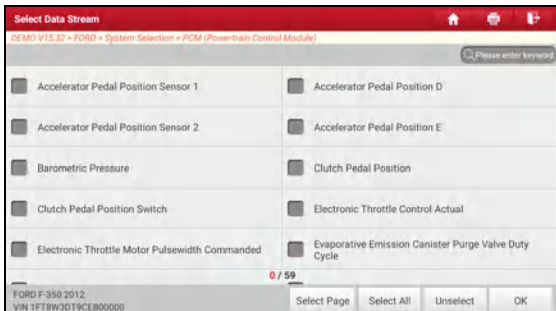 Select Data Stream
DEMO V15.32 > FORD > System Selection > PCM (Powertrain Control Module)
Please enter keyword
Accelerator Pedal Position Sensor 1
Accelerator Pedal Position D
Accelerator Pedal Position Sensor 2
Accelerator Pedal Position E
Barometric Pressure
Clutch Pedal Position
Clutch Pedal Position Switch
Electronic Throttle Control Actual
Electronic Throttle Motor Pulsewidth Commanded
Evaporative Emission Canister Purge Valve Duty
Cycle
0 / 59
FORD F-350 2012
VIN 1FT8W3DT9CEB00000
Select Page
Select All
Unselect
OK